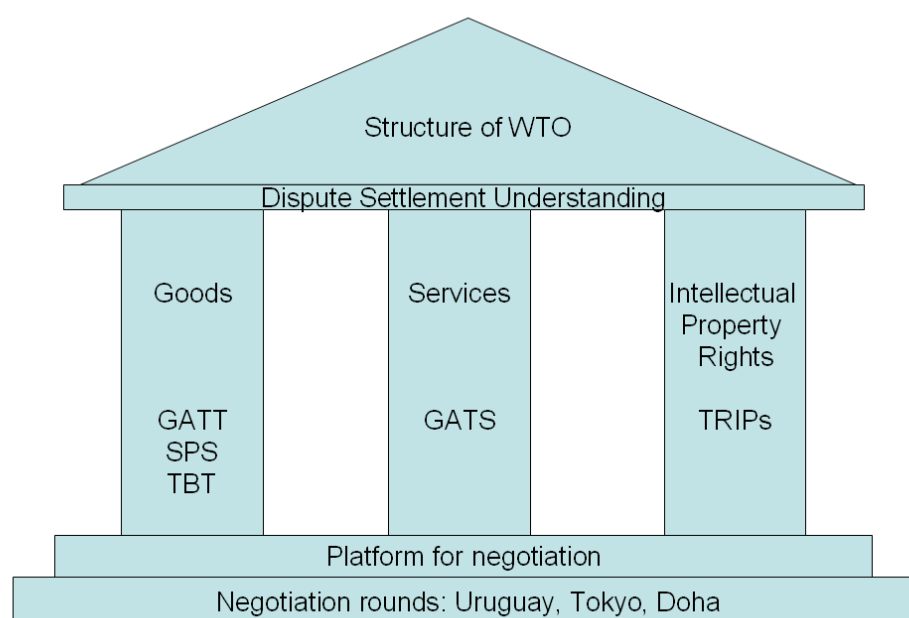 Structure of WTO
Dispute Settlement Understanding
Goods
GATT
SPS
TBT
Services
GATS
Intellectual
Property
Rights
TRIPs
Platform for negotiation
Negotiation rounds: Uruguay, Tokyo, Doha